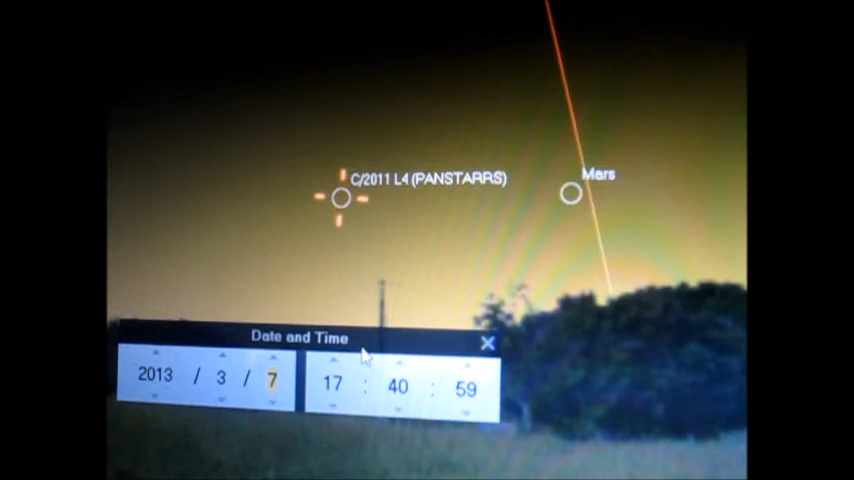 C/2011 L4 (PANSTARRS)
Mars
Date and Time
2013 / 3 / 7 17 : 40 : 59